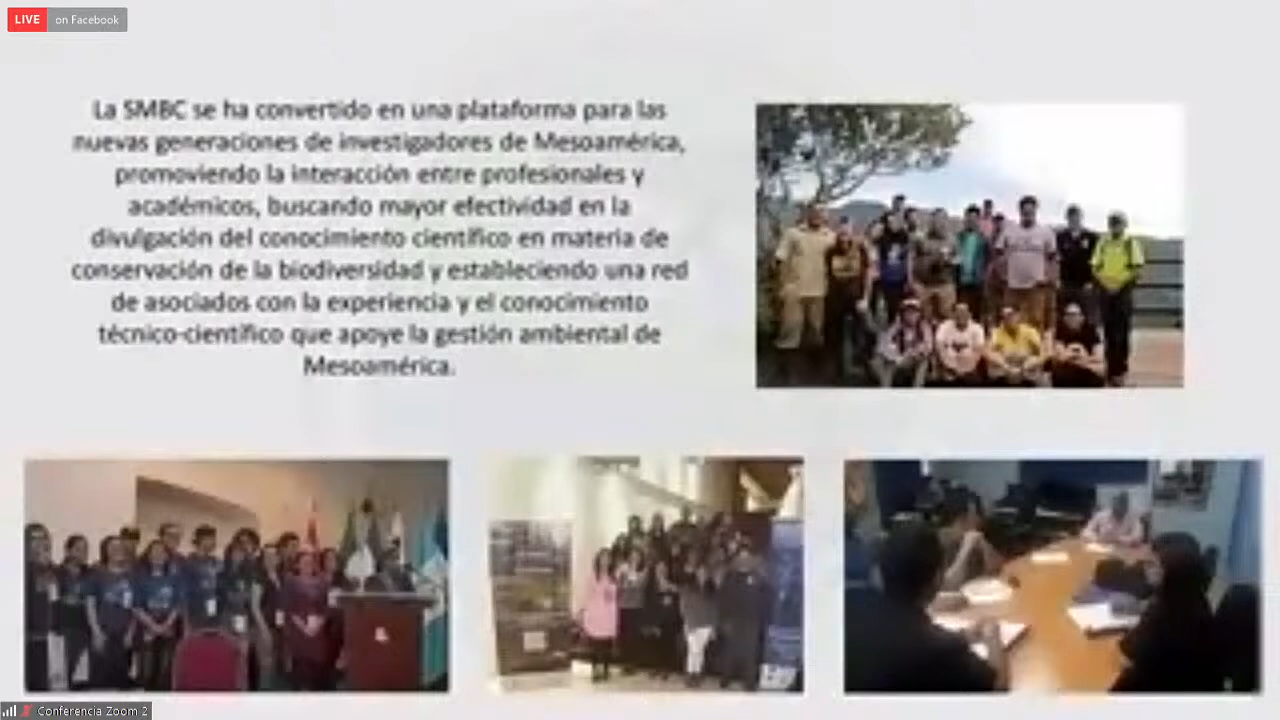 LIVE on Facebook
La SMBC se ha convertido en una plataforma para las
nuevas generaciones de investigadores de Mesoamérica,
promoviendo la interacción entre profesionales y
académicos, buscando mayor efectividad en la
divulgación del conocimiento científico en materia de
conservación de la biodiversidad y estableciendo una red
de asociados con la experiencia y el conocimiento
técnico-científico que apoye la gestión ambiental de
Mesoamérica.
Conferencia Zoom 2